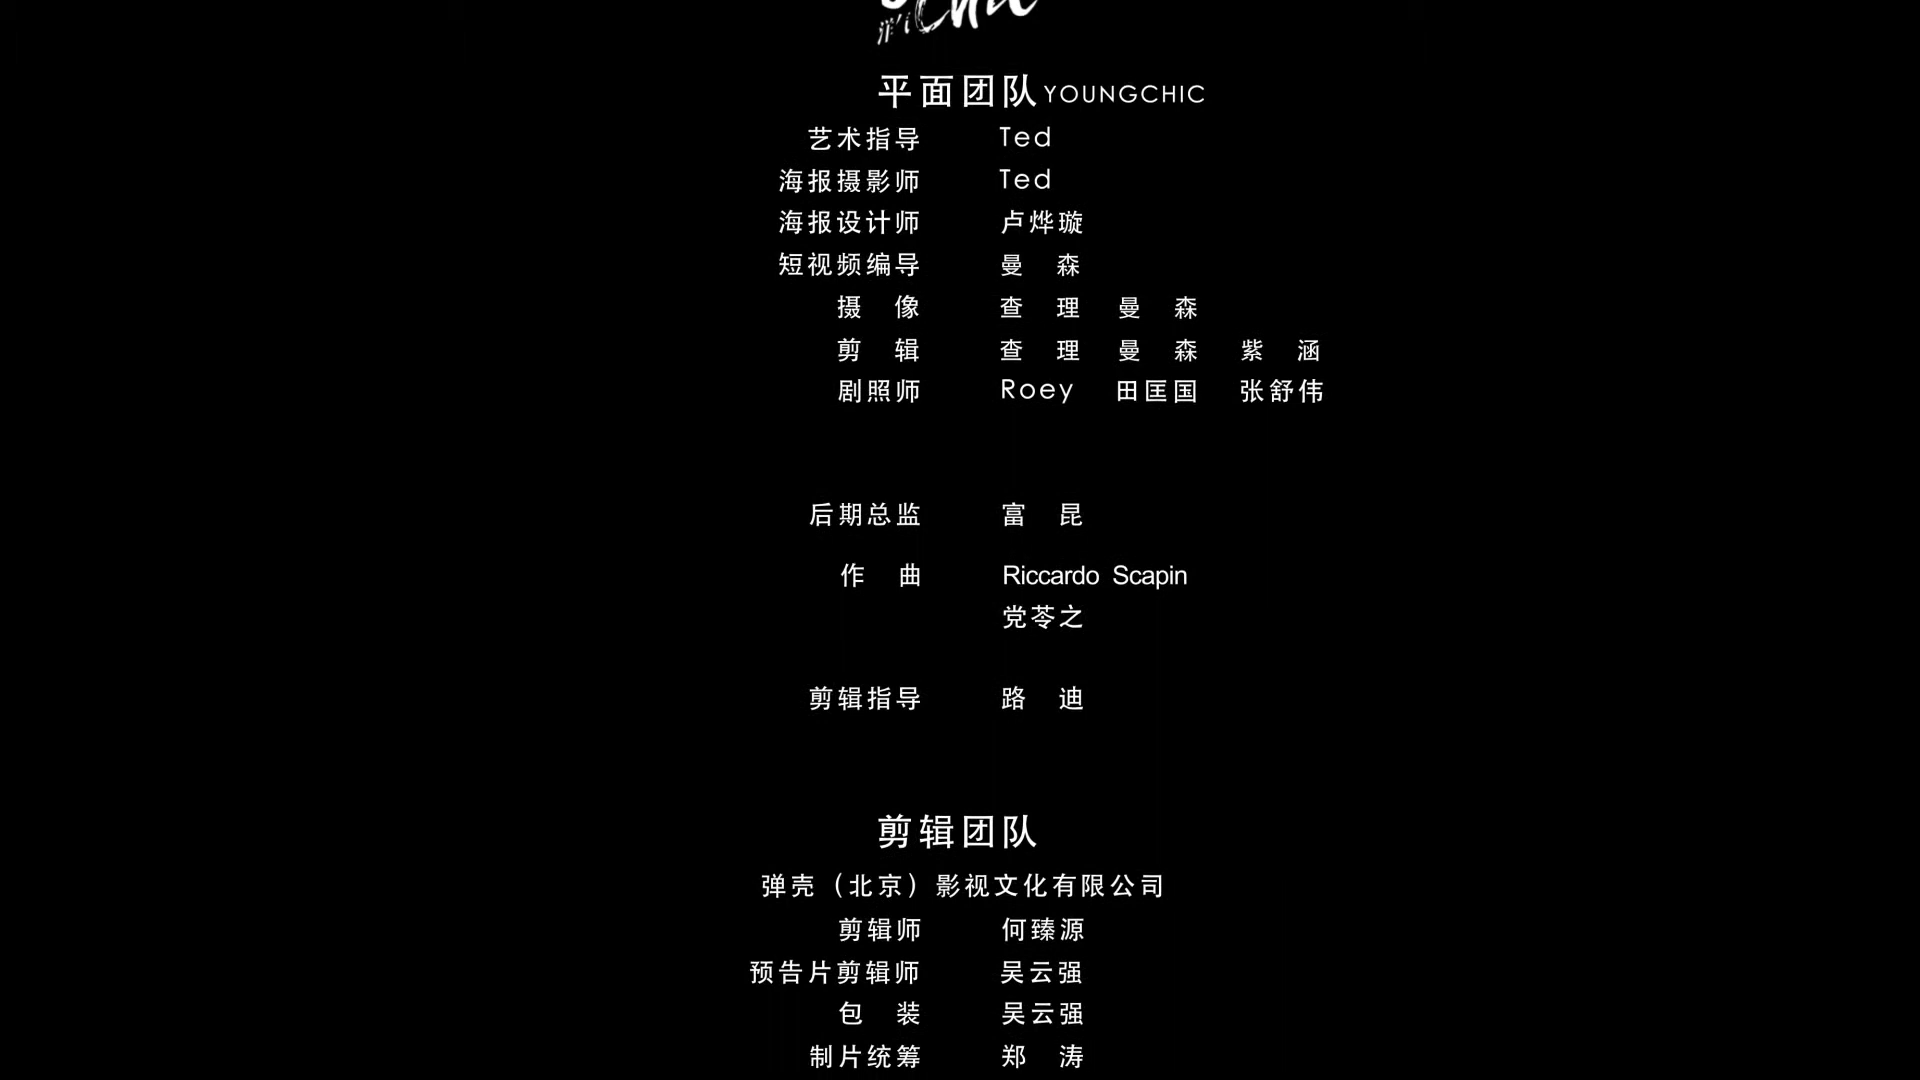 平面团队 YOUNGCHIC
艺术指导 Ted
海报摄影师 Ted
海报设计师 卢烨璇
短视频编导 曼 森
摄 像 查 理 曼 森
剪 辑 查 理 曼 森 紫 涵
剧照师 Roey 田匡国 张舒伟
后期总监 富 昆
作 曲 Riccardo Scapin
党苓之
剪辑指导 路 迪
剪辑团队
弹壳（北京）影视文化有限公司
剪辑师 何臻源
预告片剪辑师 吴云强
包 装 吴云强
制片统筹 郑 涛